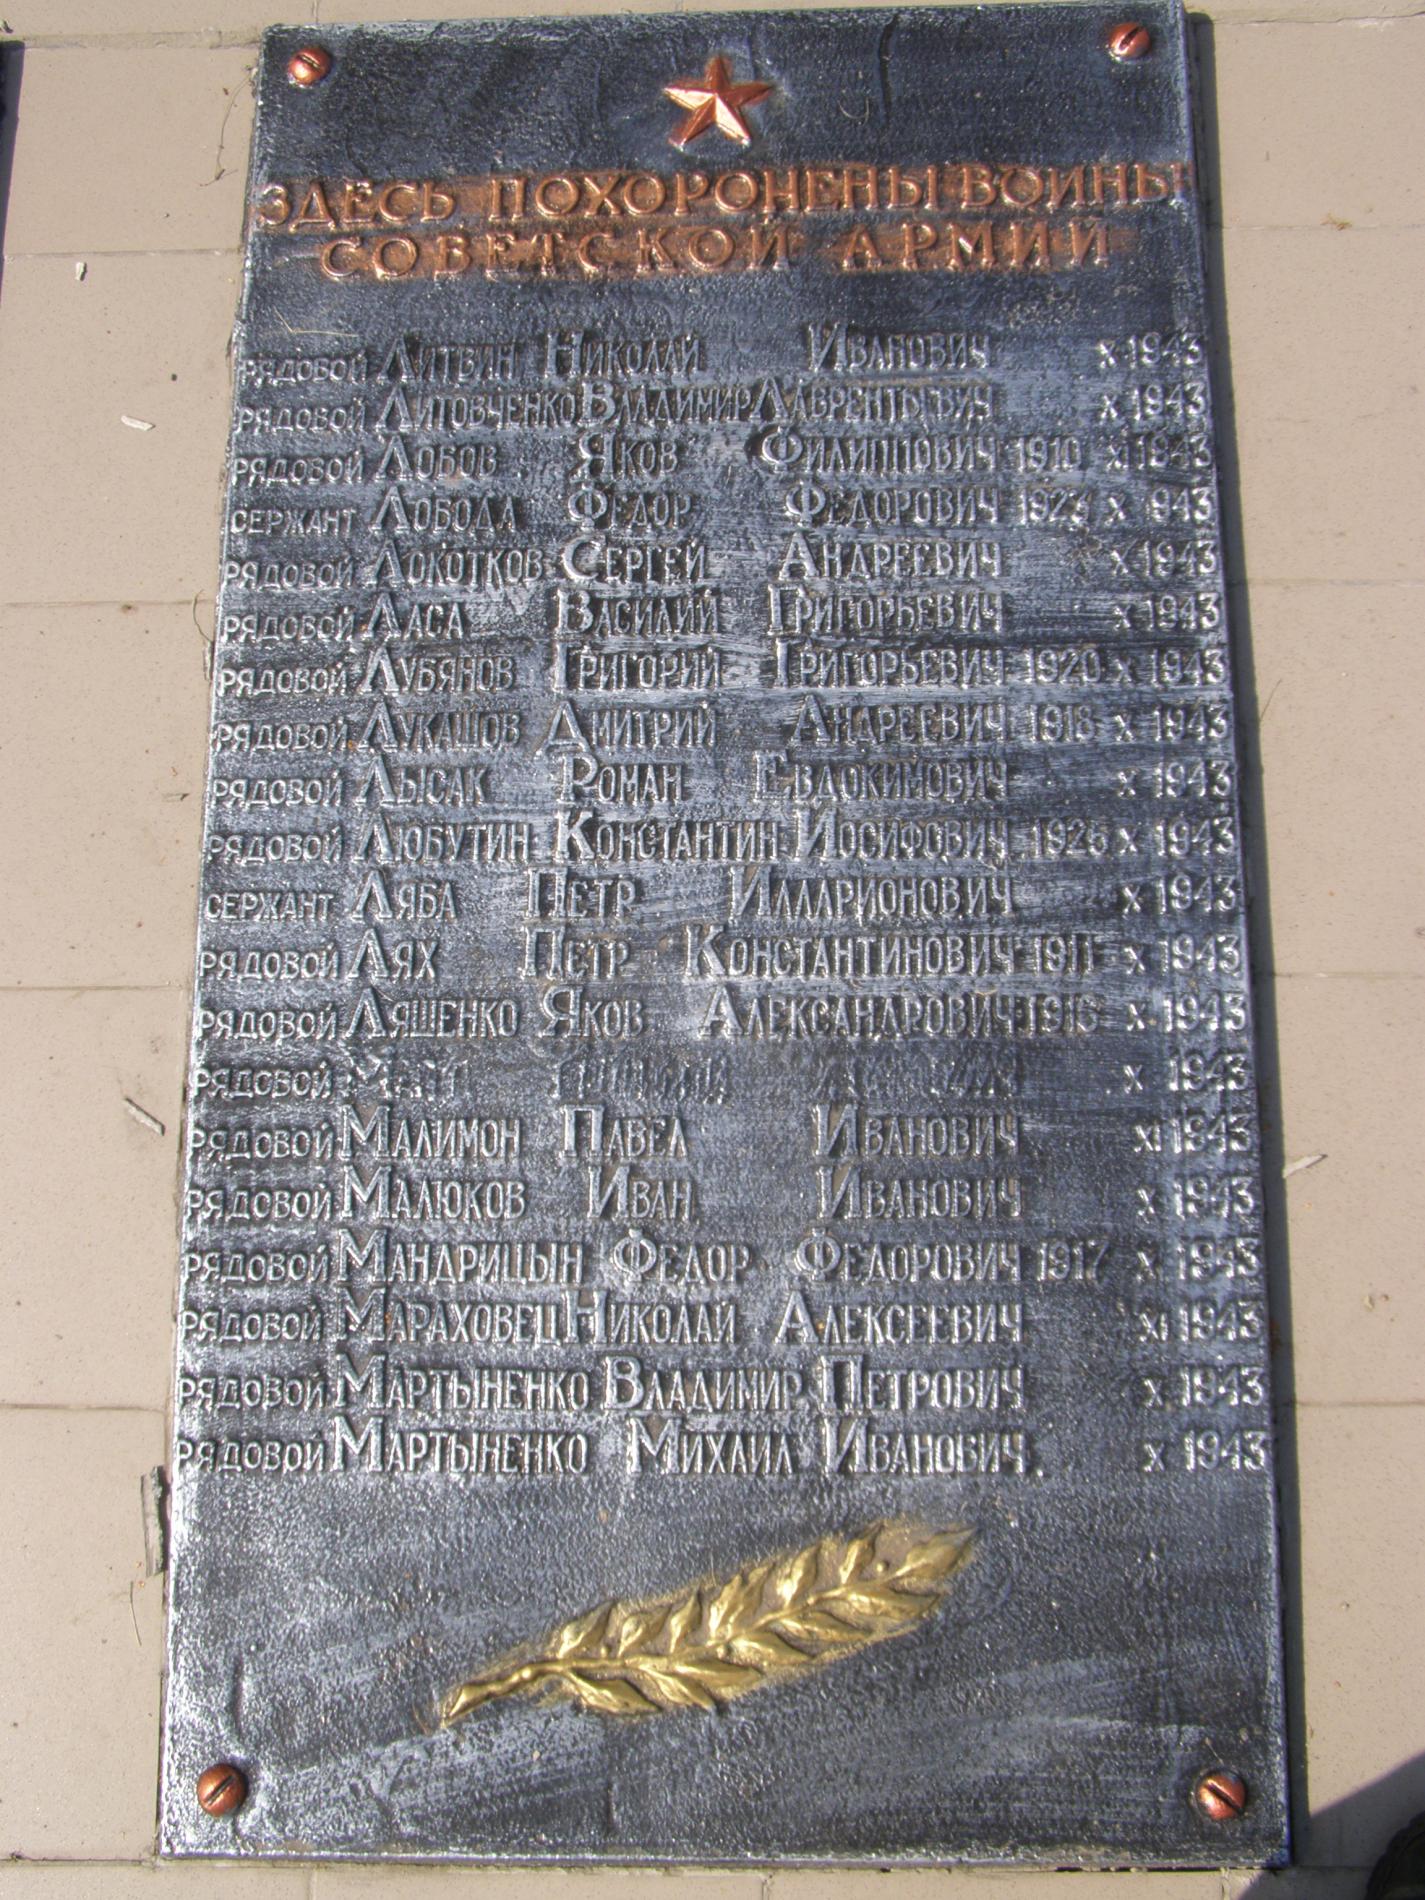 ЗДЕСЬ ПОХОРОНЕНЫ ВОИНЫ
СОВЕТСКОЙ АРМИИ
РЯДОВОЙ ЛИТВИН НИКОЛАЙ ИВАНОВИЧ X 1943
РЯДОВОЙ ЛИТОВЧЕНКО ВЛАДИМИР ЛАВРЕНТЬЕВИЧ X 1943
РЯДОВОЙ ЛОБОВ ЯКОВ ФИЛИППОВИЧ 1910 XI 1943
СЕРЖАНТ ЛОБОДА ФЕДОР ФЕДОРОВИЧ X 1943
РЯДОВОЙ ЛОКОТКОВ СЕРГЕЙ АНДРЕЕВИЧ X 1943
РЯДОВОЙ ЛАСА ВАСИЛИЙ ГРИГОРЬЕВИЧ X 1943
РЯДОВОЙ ЛУБЯНОВ ГРИГОРИЙ ГРИГОРЬЕВИЧ 1920 X 1943
РЯДОВОЙ ЛУКАШОВ ДМИТРИЙ АНДРЕЕВИЧ 1918 X 1943
РЯДОВОЙ ЛЫСАК РОМАН ЕВДОКИМОВИЧ X 1943
РЯДОВОЙ ЛЮБУТИН КОНСТАНТИН ИОСИФОВИЧ X 1943
СЕРЖАНТ ЛЯБА ПЕТР ИЛЛАРИОНОВИЧ X 1943
РЯДОВОЙ ЛЯХ ПЕТР КОНСТАНТИНОВИЧ 1911 X 1943
РЯДОВОЙ ЛЯШЕНКО ЯКОВ АЛЕКСАНДРОВИЧ 1916 X 1943
РЯДОВОЙ X 1943
РЯДОВОЙ МАЛИМОН ПАВЕЛ ИВАНОВИЧ XI 1943
РЯДОВОЙ МАЛЮКОВ ИВАН ИВАНОВИЧ X 1943
РЯДОВОЙ МАНДРИЦЫН ФЕДОР ФЕДОРОВИЧ 1917 X 1943
РЯДОВОЙ МАРАХОВЕЦ НИКОЛАЙ АЛЕКСЕЕВИЧ XI 1943
РЯДОВОЙ МАРТЫНЕНКО ВЛАДИМИР ПЕТРОВИЧ X 1943
РЯДОВОЙ МАРТЫНЕНКО МИХАИЛ ИВАНОВИЧ. X 1943